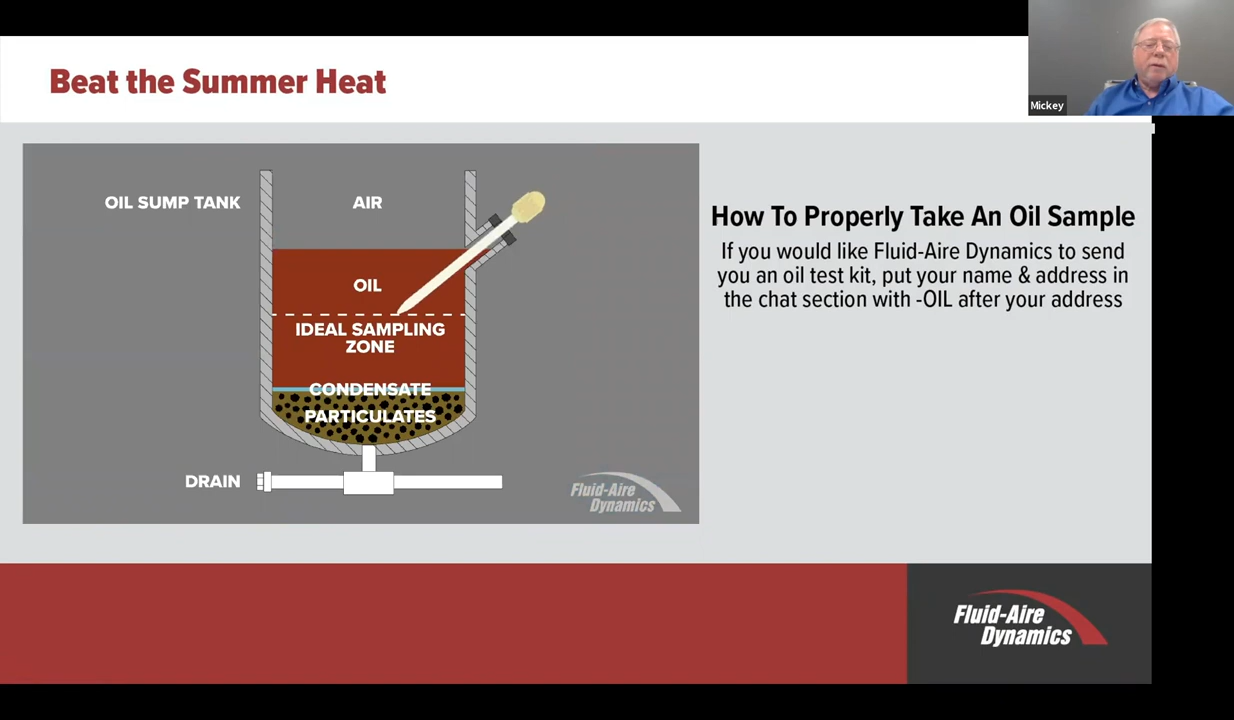 Beat the Summer Heat
Mickey
OIL SUMP TANK
AIR
OIL
IDEAL SAMPLING
ZONE
CONDENSATE
PARTICULATES
DRAIN
Fluid-Aire
Dynamics
How To Properly Take An Oil Sample
If you would like Fluid-Aire Dynamics to send
you an oil test kit, put your name & address in
the chat section with -OIL after your address
Fluid-Aire
Dynamics